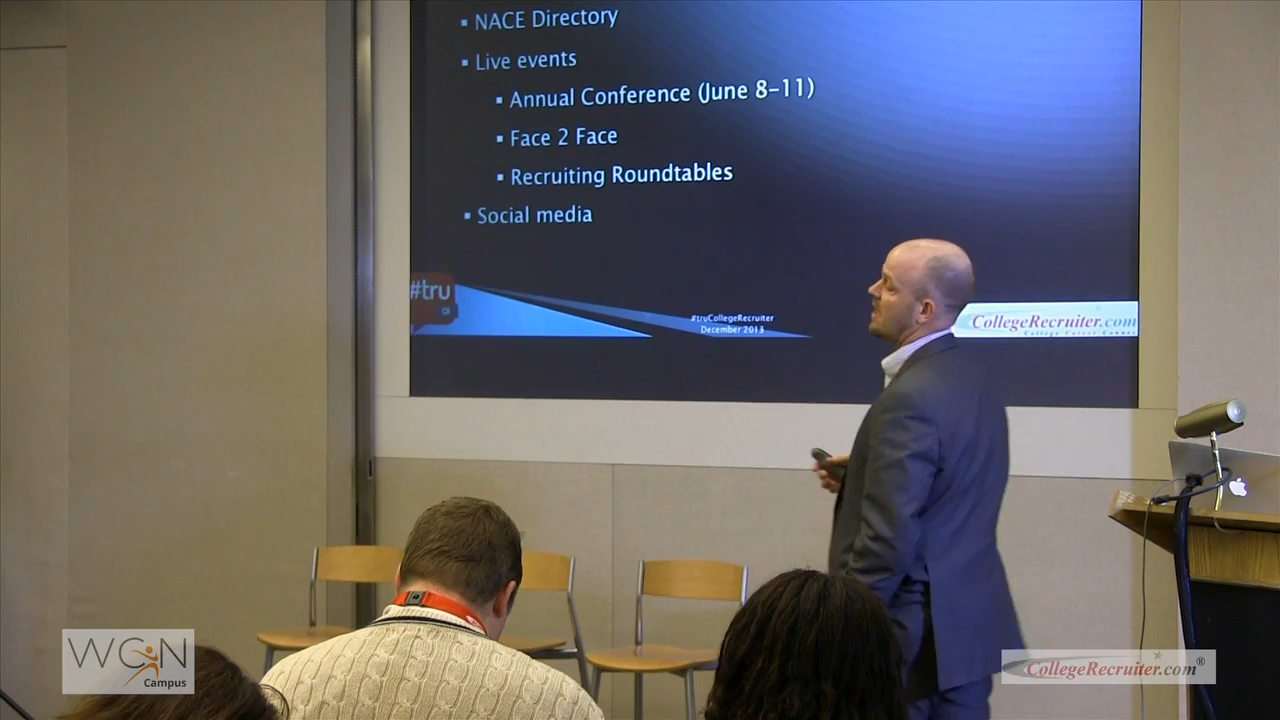 ▪ NACE Directory
▪ Live events
▪ Annual Conference (June 8-11)
▪ Face 2 Face
▪ Recruiting Roundtables
▪ Social media
#tru
#truCollegeRecruiter
December 2013
CollegeRecruiter.com
WCN
Campus
CollegeRecruiter.com®